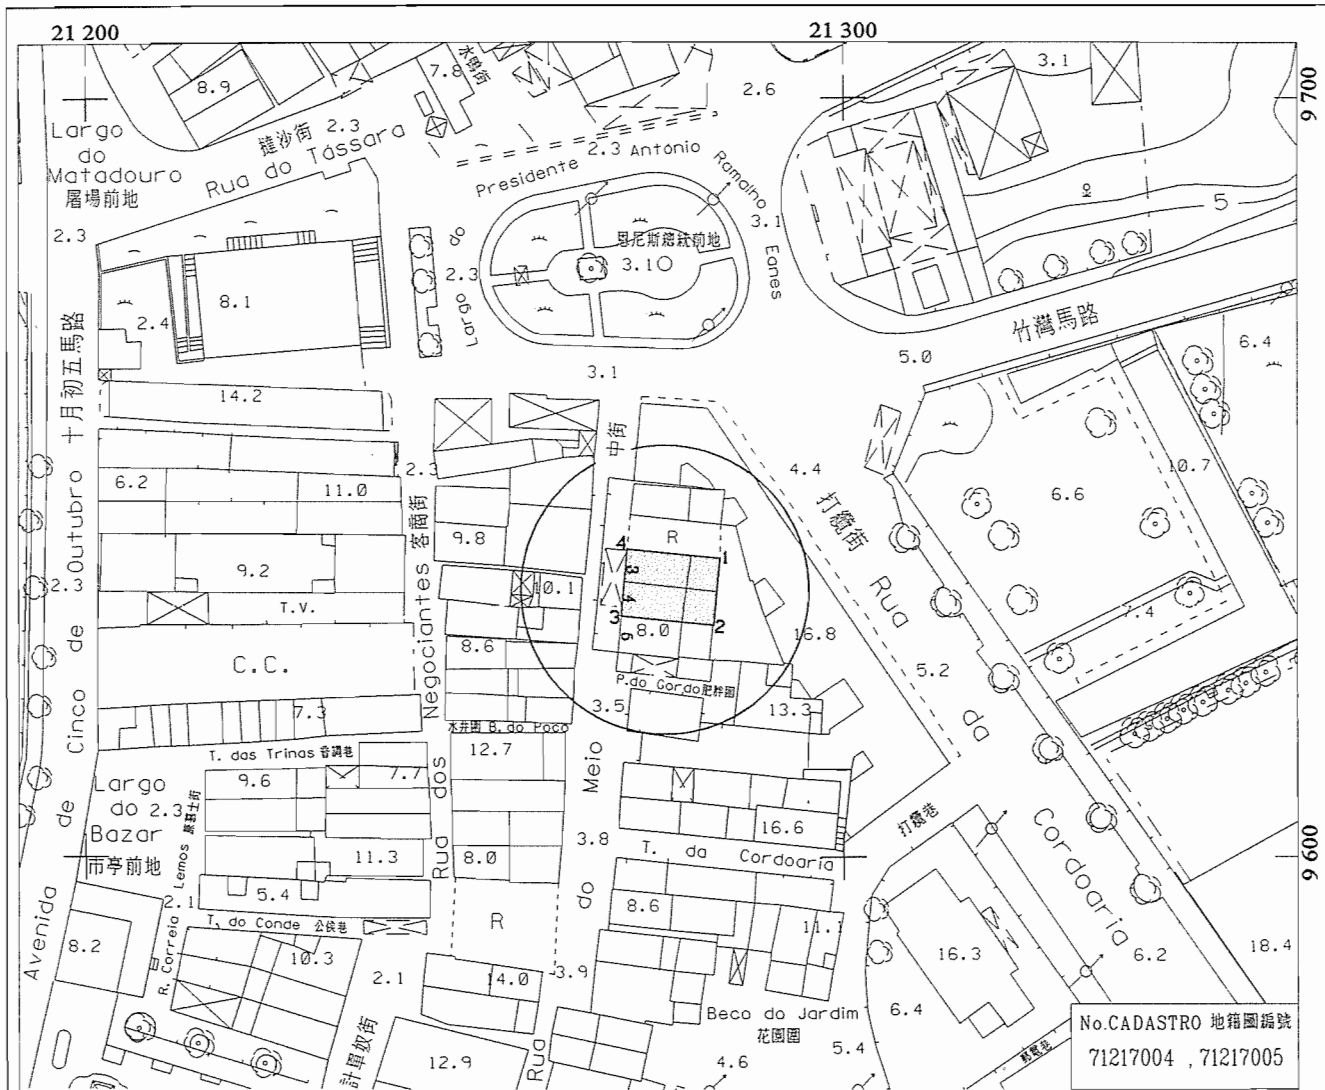 21 200
21 300
9 700
9 600
8.9
7.8
水鴨街
2.6
3.1
Largo
do
Matadouro
屠場前地
撻沙街 2.3
Rua do Tássara
2.3
Presidente António Ramalho Eanes
3.1
恩尼斯總統前地
3.1
2.3
2.3
do
Largo
8.1
2.4
5
竹灣馬路
5.0
6.4
3.1
14.2
十月初五馬路
Avenida de Cinco de Outubro
6.2
11.0
2.3
客商街
Rua dos Negociantes
中街
4.4
打纜街
Rua da Cordoaria
6.6
10.7
R
9.8
9.2
T.V.
2.3
10.1
4
1
3
4
3
2
6
8.0
16.8
7.4
5.2
C.C.
8.6
P.do Gordo 肥胖圍
3.5
13.3
7.3
水井圍 B.do Poço
12.7
T. das Trinas
9.6
7.7
Largo
do 2.3
Bazar
市亭前地
Rua do Meio
16.6
打纜巷
11.3
8.0
3.8
T. da Cordoaria
R. Correia Lemos
2.1
5.4
T. do Conde 公侯巷
8.6
11.1
R
8.2
10.3
2.1
14.0
3.9
16.3
6.2
18.4
6.4
Beco do Jardim
花園圍
5.4
計單奴街
12.9
4.6
No.CADASTRO 地籍圖編號
71217004 , 71217005